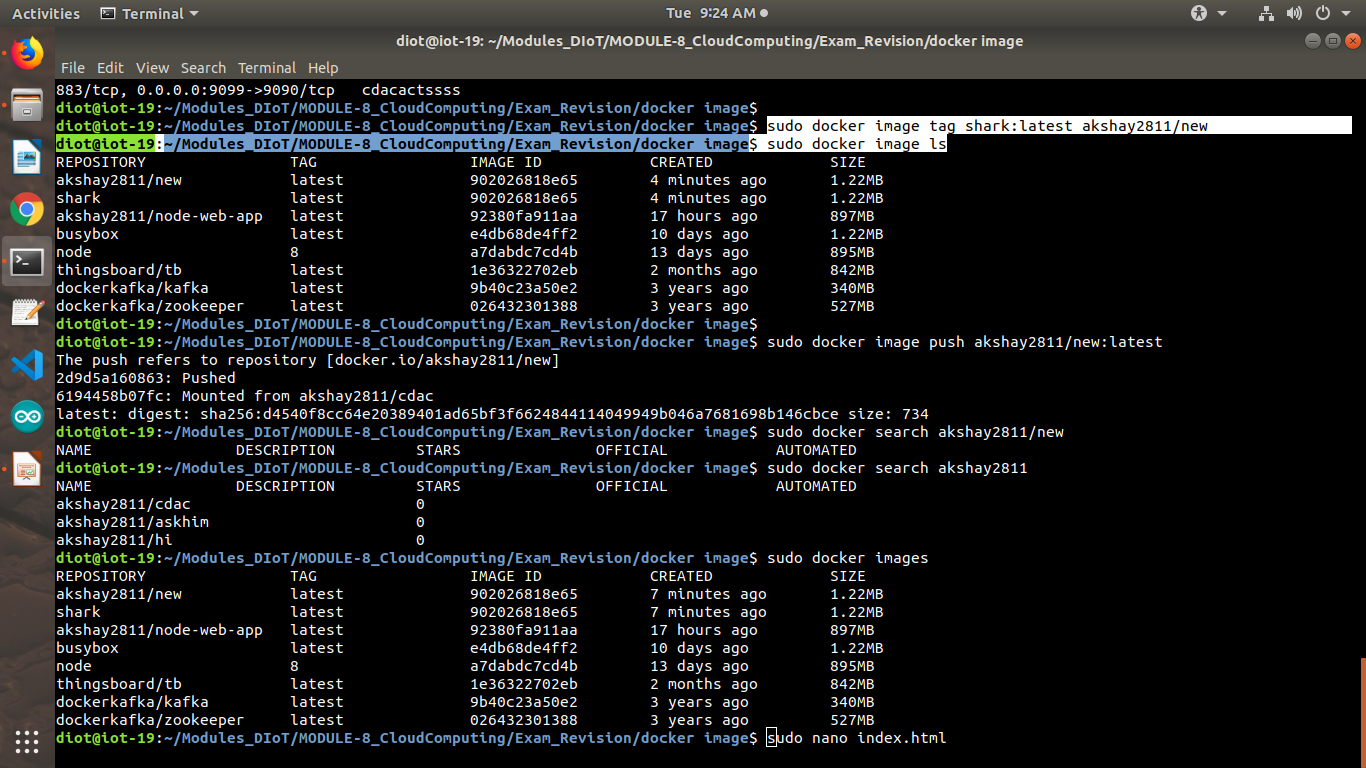 Activities Terminal Tue 9:24 AM
diot@iot-19: ~/Modules_DIoT/MODULE-8_CloudComputing/Exam_Revision/docker image
File Edit View Search Terminal Help
883/tcp, 0.0.0.0:9099->9090/tcp   cdacactssss
diot@iot-19:~/Modules_DIoT/MODULE-8_CloudComputing/Exam_Revision/docker image$
diot@iot-19:~/Modules_DIoT/MODULE-8_CloudComputing/Exam_Revision/docker image$ sudo docker image tag shark:latest akshay2811/new
diot@iot-19:~/Modules_DIoT/MODULE-8_CloudComputing/Exam_Revision/docker image$ sudo docker image ls
REPOSITORY                TAG                 IMAGE ID            CREATED             SIZE
akshay2811/new            latest              902026818e65        4 minutes ago       1.22MB
shark                     latest              902026818e65        4 minutes ago       1.22MB
akshay2811/node-web-app   latest              92380fa911aa        17 hours ago        897MB
busybox                   latest              e4db68de4ff2        10 days ago         1.22MB
node                      8                   a7dabdc7cd4b        13 days ago         895MB
thingsboard/tb            latest              1e36322702eb        2 months ago        842MB
dockerkafka/kafka         latest              9b40c23a50e2        3 years ago         340MB
dockerkafka/zookeeper     latest              026432301388        3 years ago         527MB
diot@iot-19:~/Modules_DIoT/MODULE-8_CloudComputing/Exam_Revision/docker image$
diot@iot-19:~/Modules_DIoT/MODULE-8_CloudComputing/Exam_Revision/docker image$ sudo docker image push akshay2811/new:latest
The push refers to repository [docker.io/akshay2811/new]
2d9d5a160863: Pushed
6194458b07fc: Mounted from akshay2811/cdac
latest: digest: sha256:d4540f8cc64e20389401ad65bf3f6624844114049949b046a7681698b146cbce size: 734
diot@iot-19:~/Modules_DIoT/MODULE-8_CloudComputing/Exam_Revision/docker image$ sudo docker search akshay2811/new
NAME                DESCRIPTION         STARS               OFFICIAL            AUTOMATED
diot@iot-19:~/Modules_DIoT/MODULE-8_CloudComputing/Exam_Revision/docker image$ sudo docker search akshay2811
NAME                DESCRIPTION         STARS               OFFICIAL            AUTOMATED
akshay2811/cdac                         0
akshay2811/askhim                       0
akshay2811/hi                           0
diot@iot-19:~/Modules_DIoT/MODULE-8_CloudComputing/Exam_Revision/docker image$ sudo docker images
REPOSITORY                TAG                 IMAGE ID            CREATED             SIZE
akshay2811/new            latest              902026818e65        7 minutes ago       1.22MB
shark                     latest              902026818e65        7 minutes ago       1.22MB
akshay2811/node-web-app   latest              92380fa911aa        17 hours ago        897MB
busybox                   latest              e4db68de4ff2        10 days ago         1.22MB
node                      8                   a7dabdc7cd4b        13 days ago         895MB
thingsboard/tb            latest              1e36322702eb        2 months ago        842MB
dockerkafka/kafka         latest              9b40c23a50e2        3 years ago         340MB
dockerkafka/zookeeper     latest              026432301388        3 years ago         527MB
diot@iot-19:~/Modules_DIoT/MODULE-8_CloudComputing/Exam_Revision/docker image$ sudo nano index.html